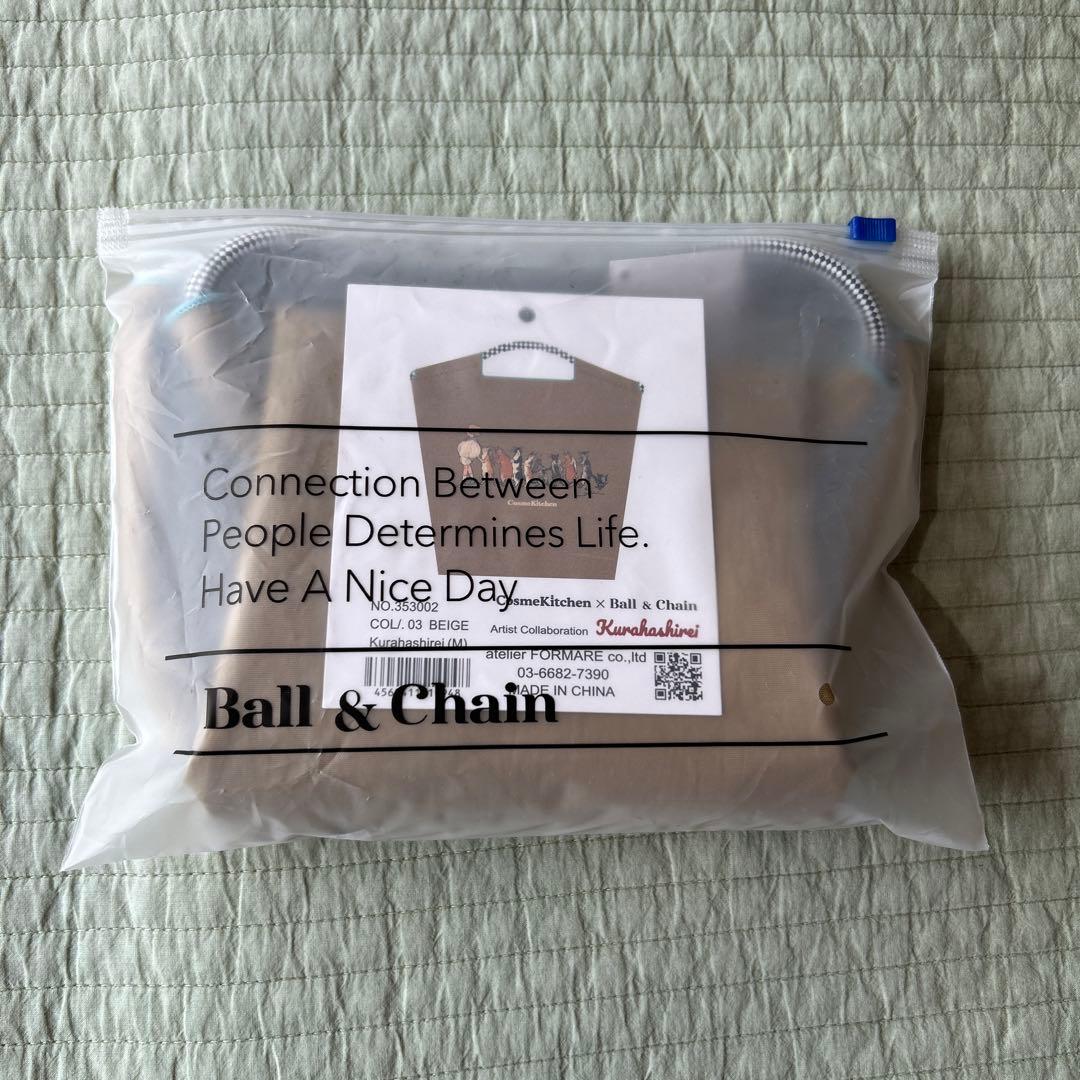 Connection Between
People Determines Life.
Have A Nice Day
CosmeKitchen
NO.353002
COL/. 03 BEIGE
Kurahashirei (M)
CosmeKitchen × Ball & Chain
Artist Collaboration Kurahashirei
atelier FORMARE co.,ltd
03-6682-7390
MADE IN CHINA
Ball & Chain